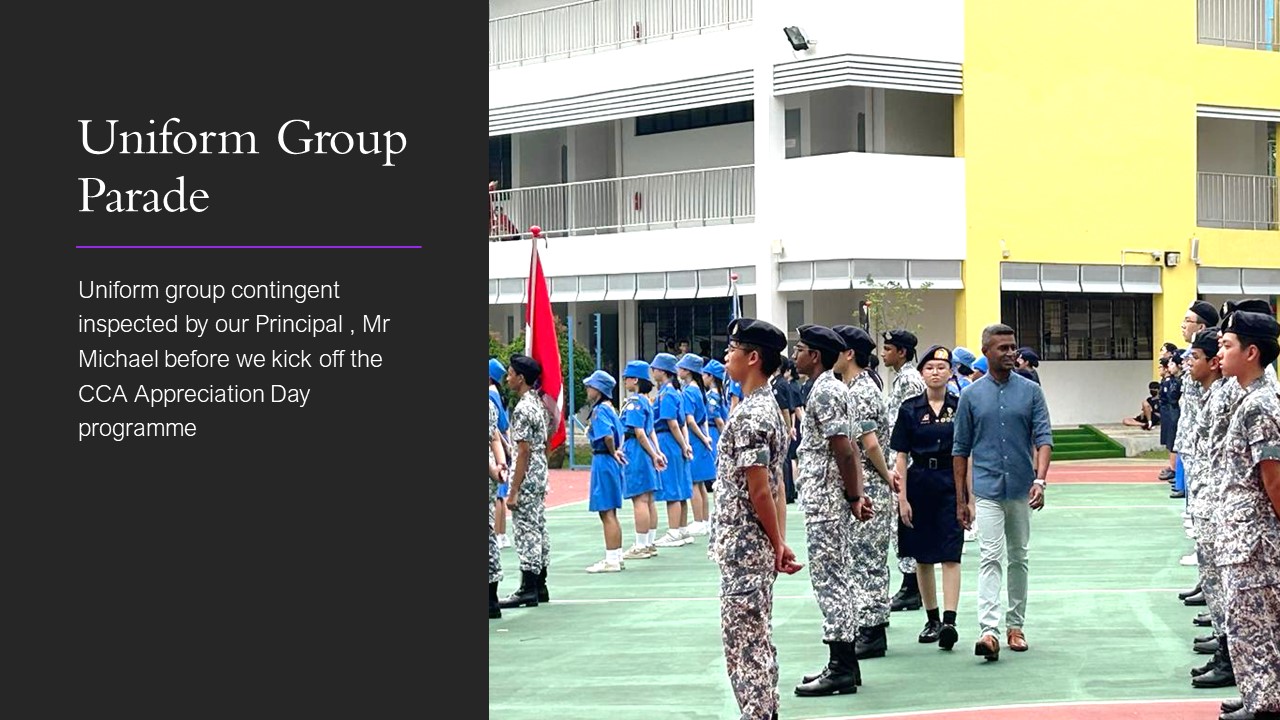 Uniform Group
Parade
Uniform group contingent
inspected by our Principal , Mr
Michael before we kick off the
CCA Appreciation Day
programme